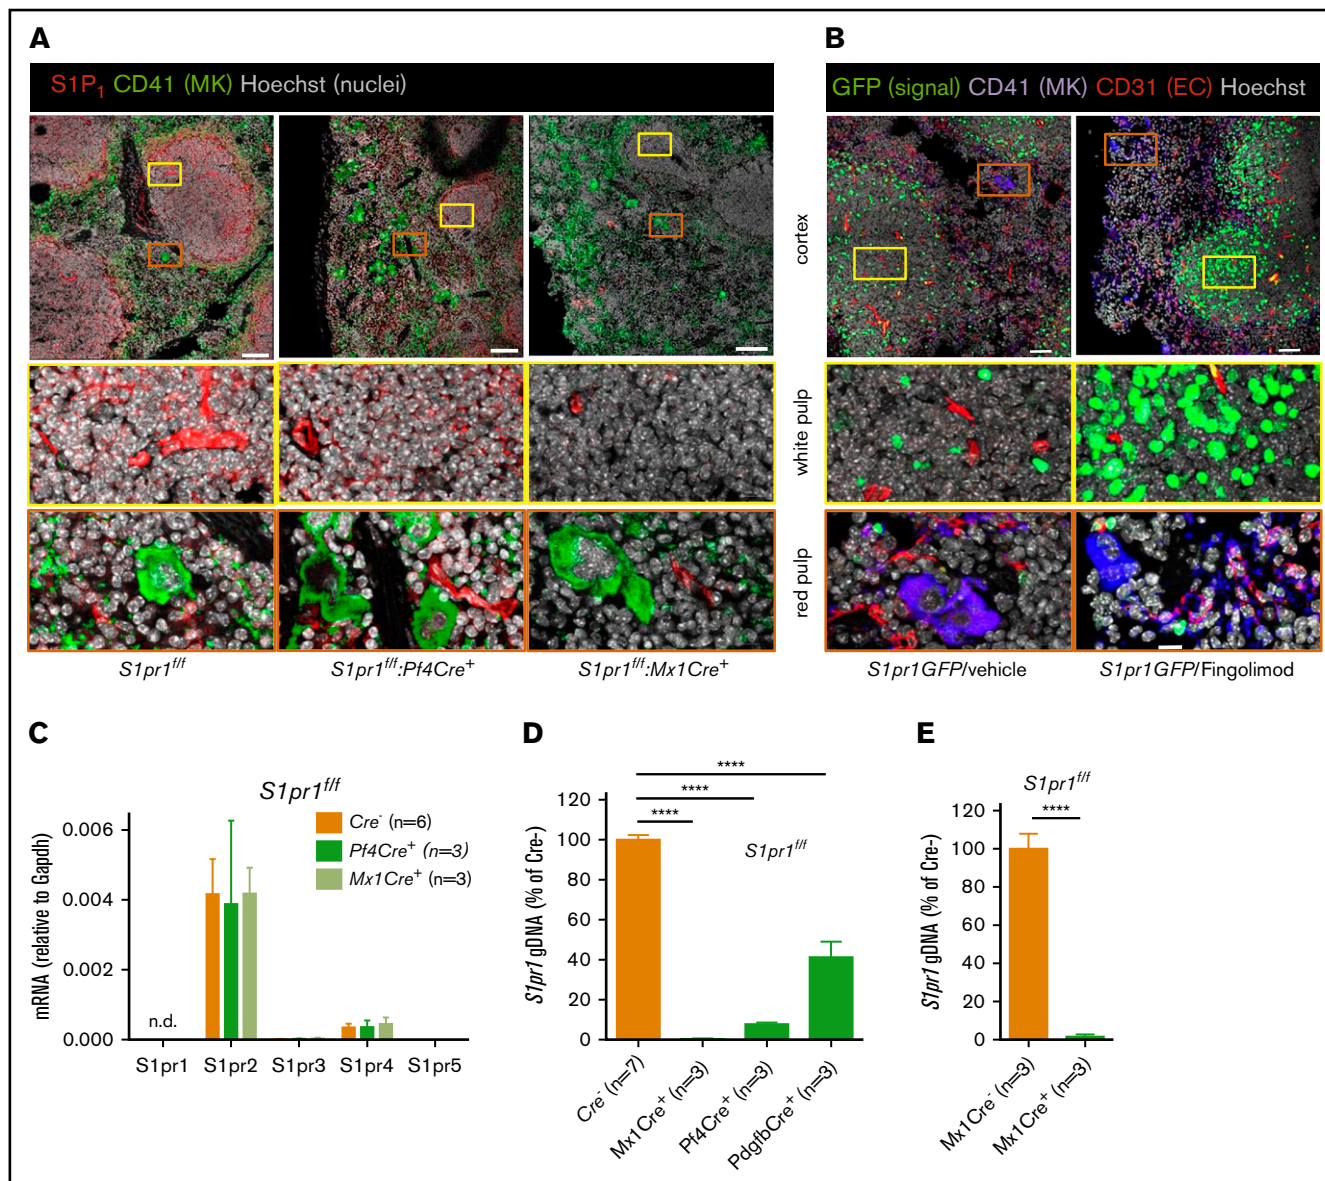 A
S1P1 CD41 (MK) Hoechst (nuclei)
S1pr1f/f
S1pr1f/f:Pf4Cre+
S1pr1f/f:Mx1Cre+
B
GFP (signal) CD41 (MK) CD31 (EC) Hoechst
cortex
white pulp
red pulp
S1pr1GFP/vehicle
S1pr1GFP/Fingolimod
C
S1pr1f/f
Cre- (n=6)
Pf4Cre+ (n=3)
Mx1Cre+ (n=3)
mRNA (relative to Gapdh)
0.006
0.004
0.002
0.000
n.d.
S1pr1 S1pr2 S1pr3 S1pr4 S1pr5
D
****
****
****
S1pr1f/f
S1pr1 gDNA (% of Cre-)
120
100
80
60
40
20
0
Cre- (n=7)
Mx1Cre+ (n=3)
Pf4Cre+ (n=3)
PdgfbCre+ (n=3)
E
S1pr1f/f
****
S1pr1 gDNA (% of Cre-)
120
100
80
60
40
20
0
Mx1Cre- (n=3)
Mx1Cre+ (n=3)